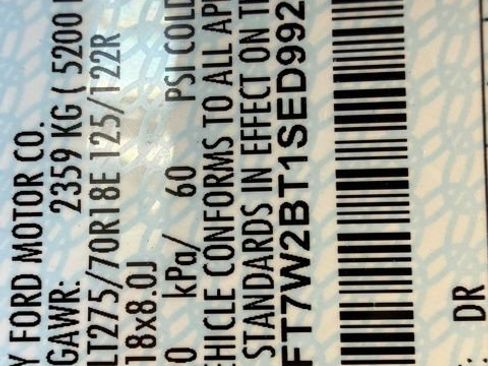 Y FORD MOTOR CO.
GAWR: 2359 KG ( 5200
LT275/70R18E 125/122R
18x8.0J
0 kPa/ 60 PSI COLD
EHICLE CONFORMS TO ALL AP
STANDARDS IN EFFECT ON
FT7W2BT1SED992
: DR